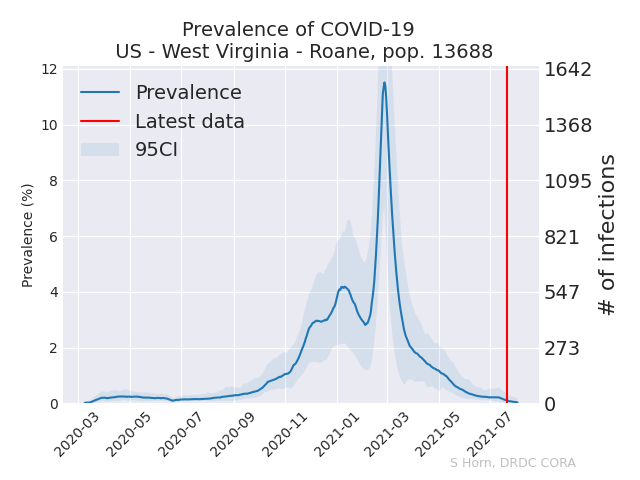 Prevalence of COVID-19
US - West Virginia - Roane, pop. 13688
Prevalence
Latest data
95CI
Prevalence (%)
12
10
8
6
4
2
0
1642
1368
1095
821
547
273
0
# of infections
2020-03
2020-05
2020-07
2020-09
2020-11
2021-01
2021-03
2021-05
2021-07
S Horn, DRDC CORA